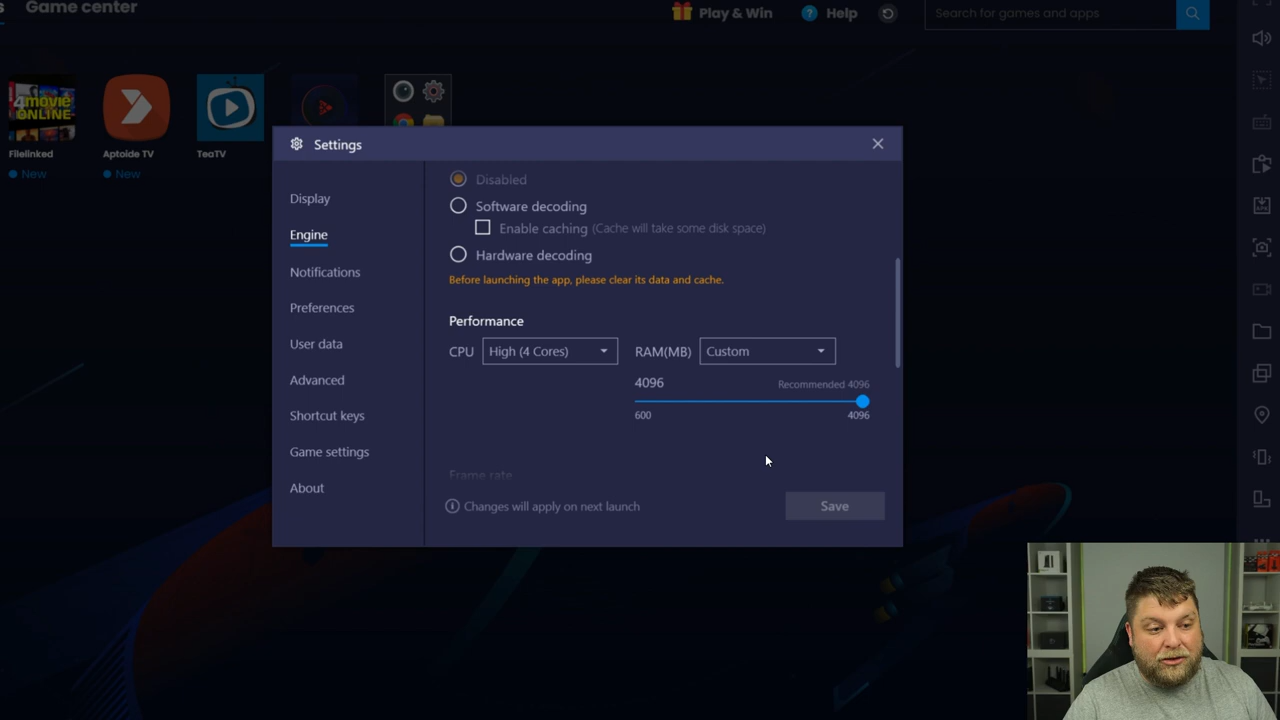 Game center
Play & Win
? Help
Search for games and apps
4MOVIE
ONLINE
Filelinked
Aptoide TV
TeaTV
New
New
Settings
Display
Engine
Notifications
Preferences
User data
Advanced
Shortcut keys
Game settings
About
Disabled
Software decoding
Enable caching (Cache will take some disk space)
Hardware decoding
Before launching the app, please clear its data and cache.
Performance
CPU High (4 Cores) RAM(MB) Custom
4096 Recommended 4096
600 4096
Frame rate
Changes will apply on next launch
Save